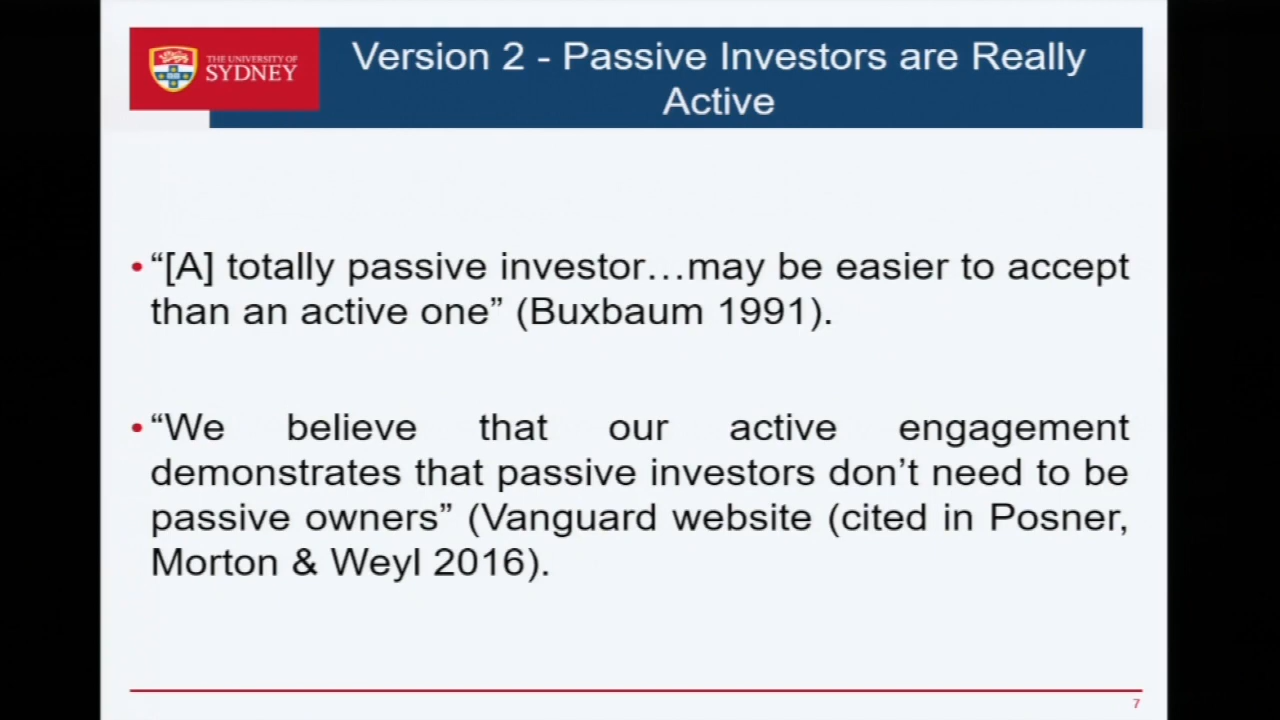 THE UNIVERSITY OF
SYDNEY
Version 2 - Passive Investors are Really
Active
• “[A] totally passive investor…may be easier to accept
than an active one” (Buxbaum 1991).
• “We believe that our active engagement
demonstrates that passive investors don’t need to be
passive owners” (Vanguard website (cited in Posner,
Morton & Weyl 2016).
7